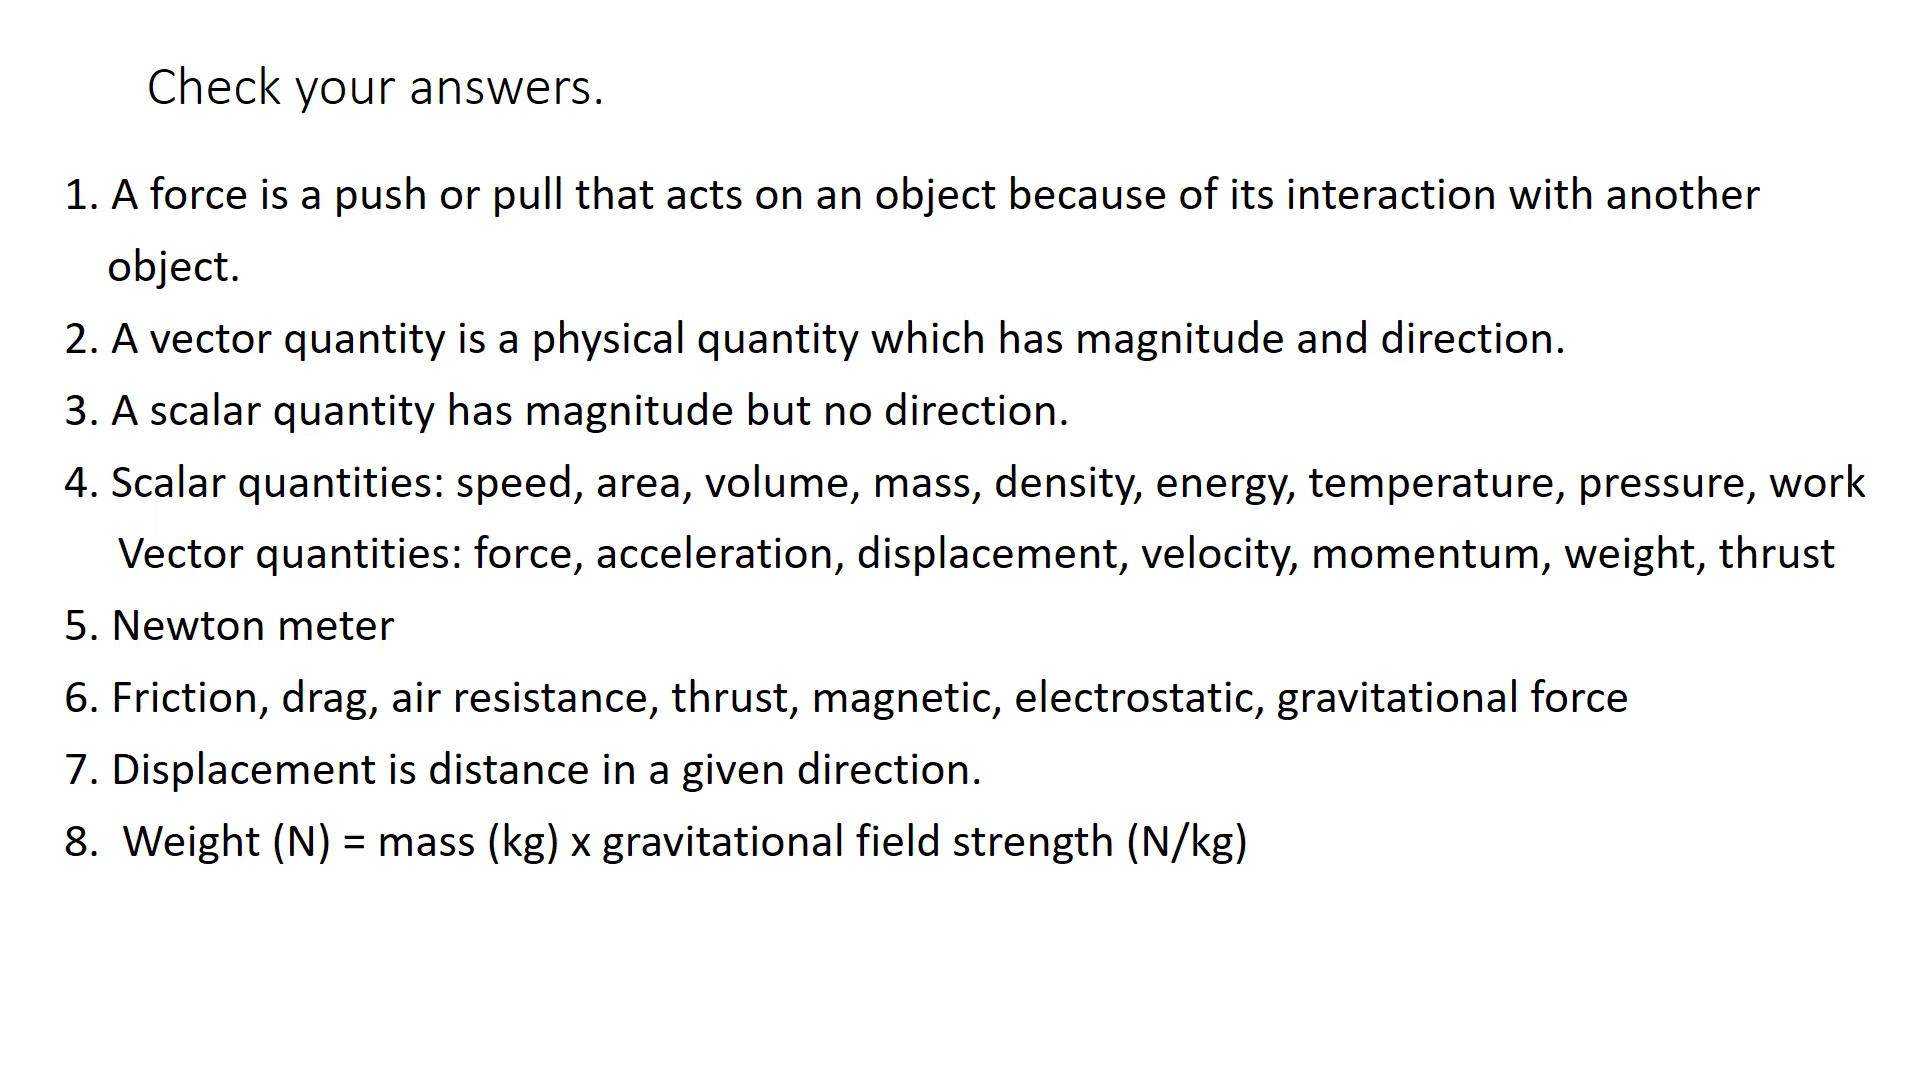 Check your answers.
1. A force is a push or pull that acts on an object because of its interaction with another
object.
2. A vector quantity is a physical quantity which has magnitude and direction.
3. A scalar quantity has magnitude but no direction.
4. Scalar quantities: speed, area, volume, mass, density, energy, temperature, pressure, work
Vector quantities: force, acceleration, displacement, velocity, momentum, weight, thrust
5. Newton meter
6. Friction, drag, air resistance, thrust, magnetic, electrostatic, gravitational force
7. Displacement is distance in a given direction.
8. Weight (N) = mass (kg) x gravitational field strength (N/kg)